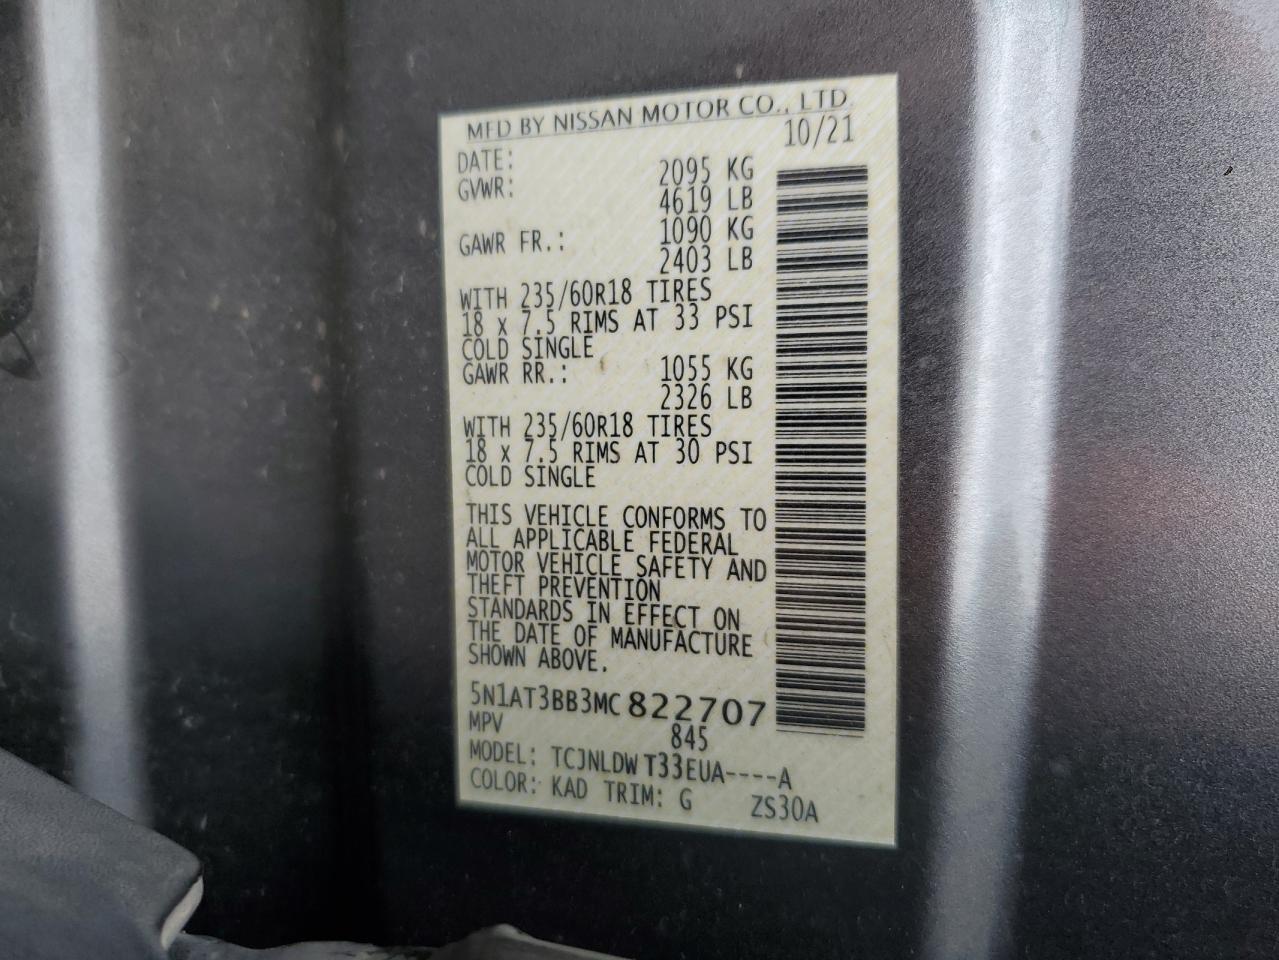 MFD BY NISSAN MOTOR CO., LTD.
DATE: 10/21
GVWR: 2095 KG
4619 LB
GAWR FR.: 1090 KG
2403 LB
WITH 235/60R18 TIRES
18 x 7.5 RIMS AT 33 PSI
COLD SINGLE
GAWR RR.: 1055 KG
2326 LB
WITH 235/60R18 TIRES
18 x 7.5 RIMS AT 30 PSI
COLD SINGLE
THIS VEHICLE CONFORMS TO
ALL APPLICABLE FEDERAL
MOTOR VEHICLE SAFETY AND
THEFT PREVENTION
STANDARDS IN EFFECT ON
THE DATE OF MANUFACTURE
SHOWN ABOVE.
5N1AT3BB3MC822707
MPV 845
MODEL: TCJNLDWT33EUA----A
COLOR: KAD TRIM: G ZS30A